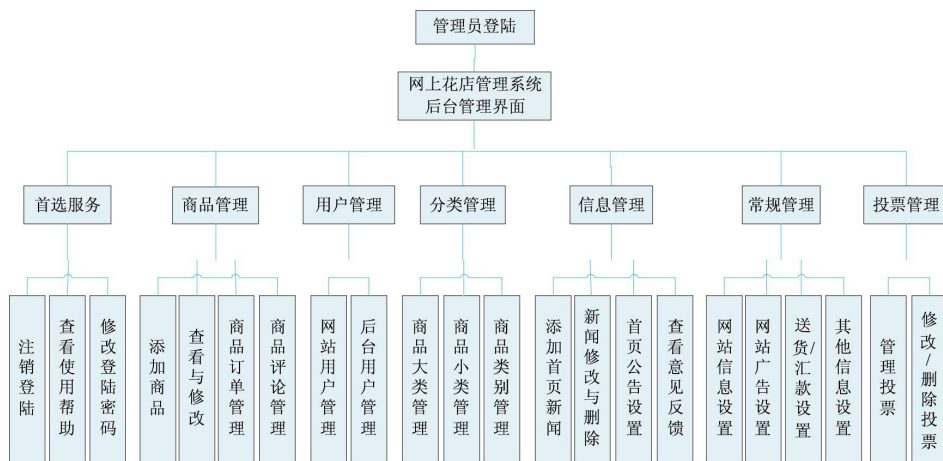 管理员登陆
网上花店管理系统
后台管理界面
首选服务
商品管理
用户管理
分类管理
信息管理
常规管理
投票管理
注销登陆
查看使用帮助
修改登陆密码
添加商品
查看与修改
商品订单管理
商品评论管理
网站用户管理
后台用户管理
商品大类管理
商品小类管理
商品类别管理
添加首页新闻
新闻修改与删除
首页公告设置
查看意见反馈
网站信息设置
网站广告设置
送货/汇款设置
其他信息设置
管理投票
修改/删除投票